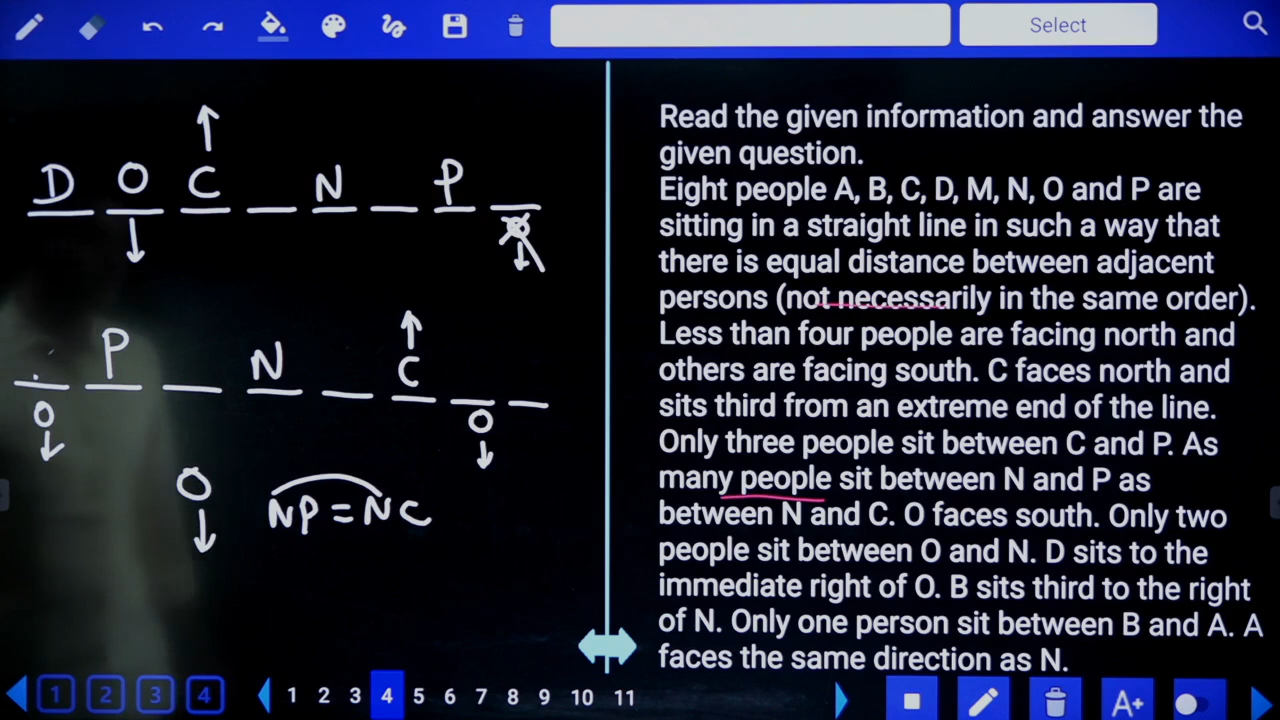 Select
Read the given information and answer the
given question.
Eight people A, B, C, D, M, N, O and P are
sitting in a straight line in such a way that
there is equal distance between adjacent
persons (not necessarily in the same order).
Less than four people are facing north and
others are facing south. C faces north and
sits third from an extreme end of the line.
Only three people sit between C and P. As
many people sit between N and P as
between N and C. O faces south. Only two
people sit between O and N. D sits to the
immediate right of O. B sits third to the right
of N. Only one person sit between B and A. A
faces the same direction as N.
D O C N P
P N C
O O
O NP = NC
1 2 3 4 1 2 3 4 5 6 7 8 9 10 11 A+